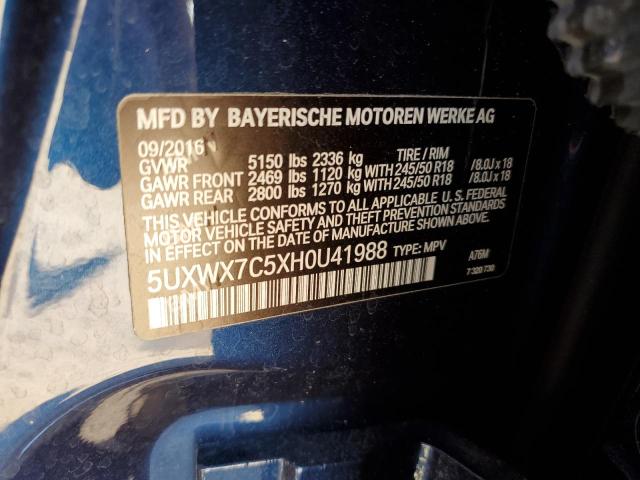 MFD BY BAYERISCHE MOTOREN WERKE AG
09/2016
GVWR 5150 lbs 2336 kg TIRE / RIM
GAWR FRONT 2469 lbs 1120 kg WITH 245/50 R18 /8.0J x 18
GAWR REAR 2800 lbs 1270 kg WITH 245/50 R18 /8.0J x 18
THIS VEHICLE CONFORMS TO ALL APPLICABLE U.S. FEDERAL
MOTOR VEHICLE SAFETY AND THEFT PREVENTION STANDARDS
IN EFFECT ON THE DATE OF MANUFACTURE SHOWN ABOVE.
5UXWX7C5XH0U41988 TYPE: MPV A76M
7 320 730